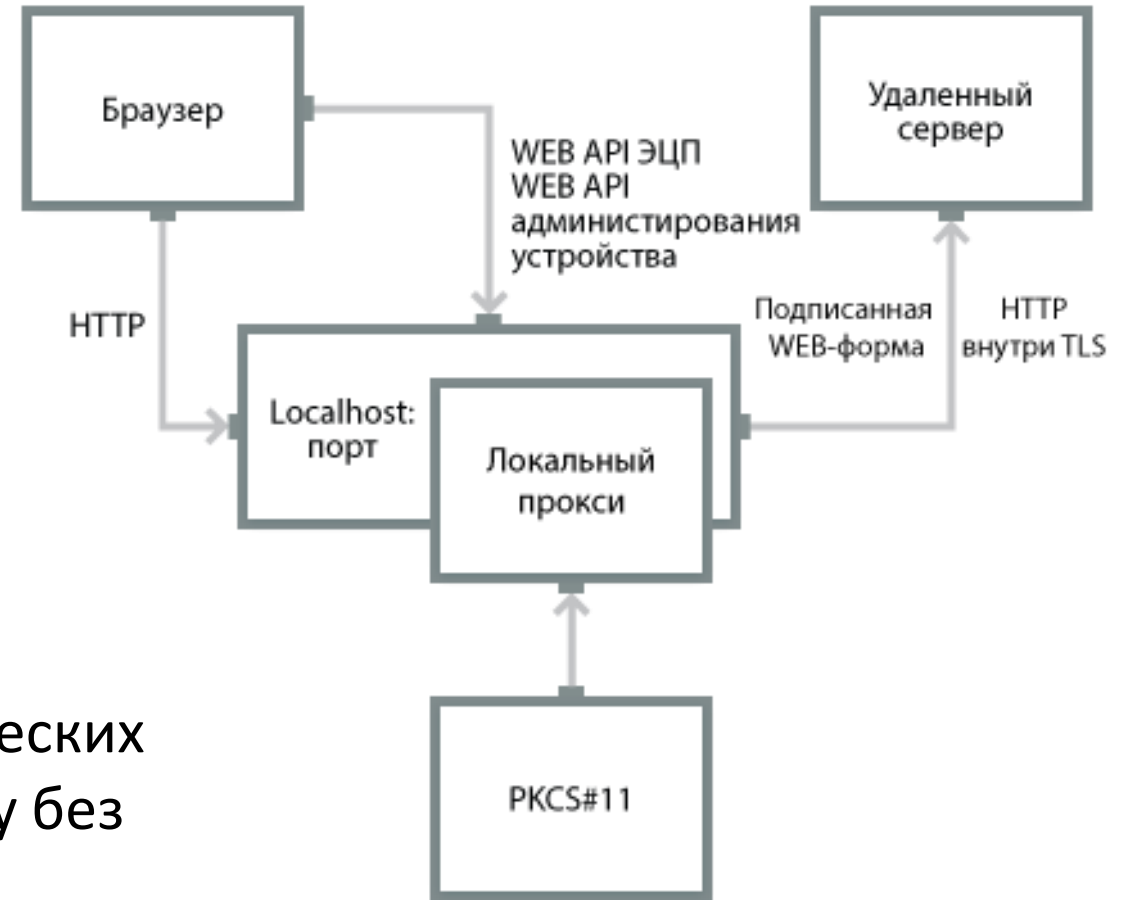 Браузер
Удаленный
сервер
WEB API ЭЦП
WEB API
администирования
устройства
HTTP
Подписанная
WEB-форма
HTTP
внутри TLS
Localhost:
порт
Локальный
прокси
PKCS#11
еских
у без